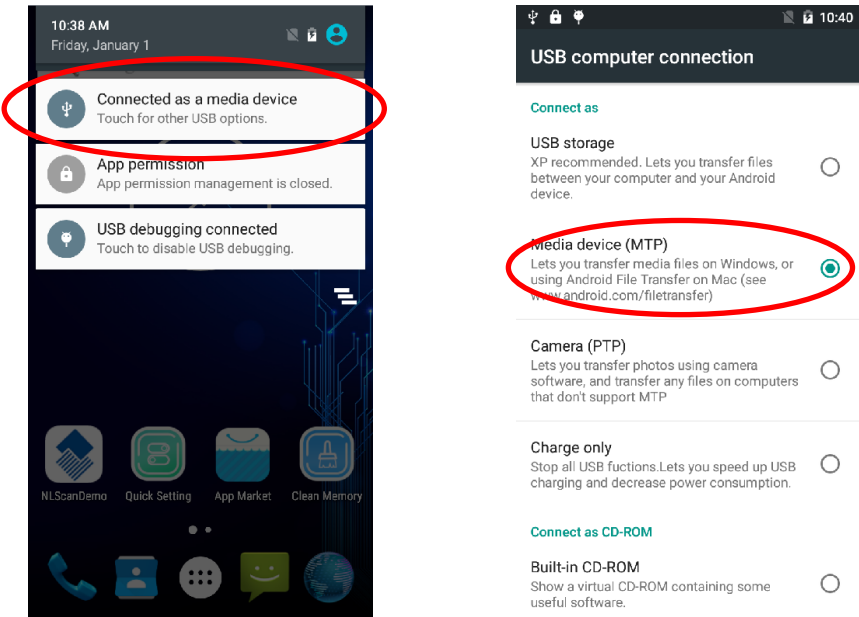 10:38 AM
Friday, January 1
Connected as a media device
Touch for other USB options.
App permission
App permission management is closed.
USB debugging connected
Touch to disable USB debugging.
NLScanDemo
Quick Setting
App Market
Clean Memory
10:40
USB computer connection
Connect as
USB storage
XP recommended. Lets you transfer files
between your computer and your Android
device.
Media device (MTP)
Lets you transfer media files on Windows, or
using Android File Transfer on Mac (see
www.android.com/filetransfer)
Camera (PTP)
Lets you transfer photos using camera
software, and transfer any files on computers
that don't support MTP
Charge only
Stop all USB fuctions.Lets you speed up USB
charging and decrease power consumption.
Connect as CD-ROM
Built-in CD-ROM
Show a virtual CD-ROM containing some
useful software.